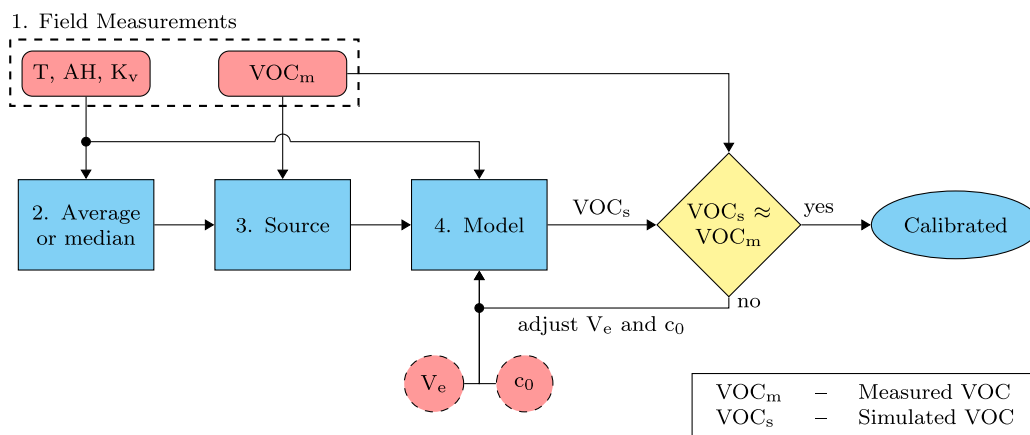 1. Field Measurements
T, AH, Kᵥ
VOCₘ
2. Average
or median
3. Source
4. Model
VOCₛ
VOCₛ ≈
VOCₘ
yes
Calibrated
no
adjust Vₑ and c₀
Vₑ
c₀
VOCₘ – Measured VOC
VOCₛ – Simulated VOC